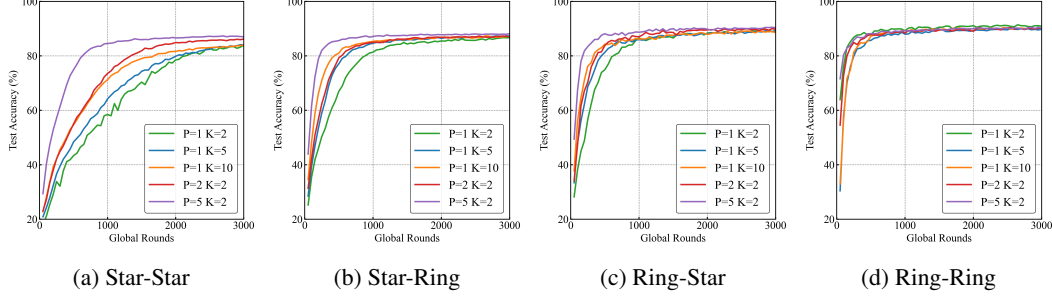 100
80
60
40
20
Test Accuracy (%)
P=1 K=2
P=1 K=5
P=1 K=10
P=2 K=2
P=5 K=2
0 1000 2000 3000
Global Rounds
(a) Star-Star
100
80
60
40
20
Test Accuracy (%)
P=1 K=2
P=1 K=5
P=1 K=10
P=2 K=2
P=5 K=2
0 1000 2000 3000
Global Rounds
(b) Star-Ring
100
80
60
40
20
Test Accuracy (%)
P=1 K=2
P=1 K=5
P=1 K=10
P=2 K=2
P=5 K=2
0 1000 2000 3000
Global Rounds
(c) Ring-Star
100
80
60
40
20
Test Accuracy (%)
P=1 K=2
P=1 K=5
P=1 K=10
P=2 K=2
P=5 K=2
0 1000 2000 3000
Global Rounds
(d) Ring-Ring